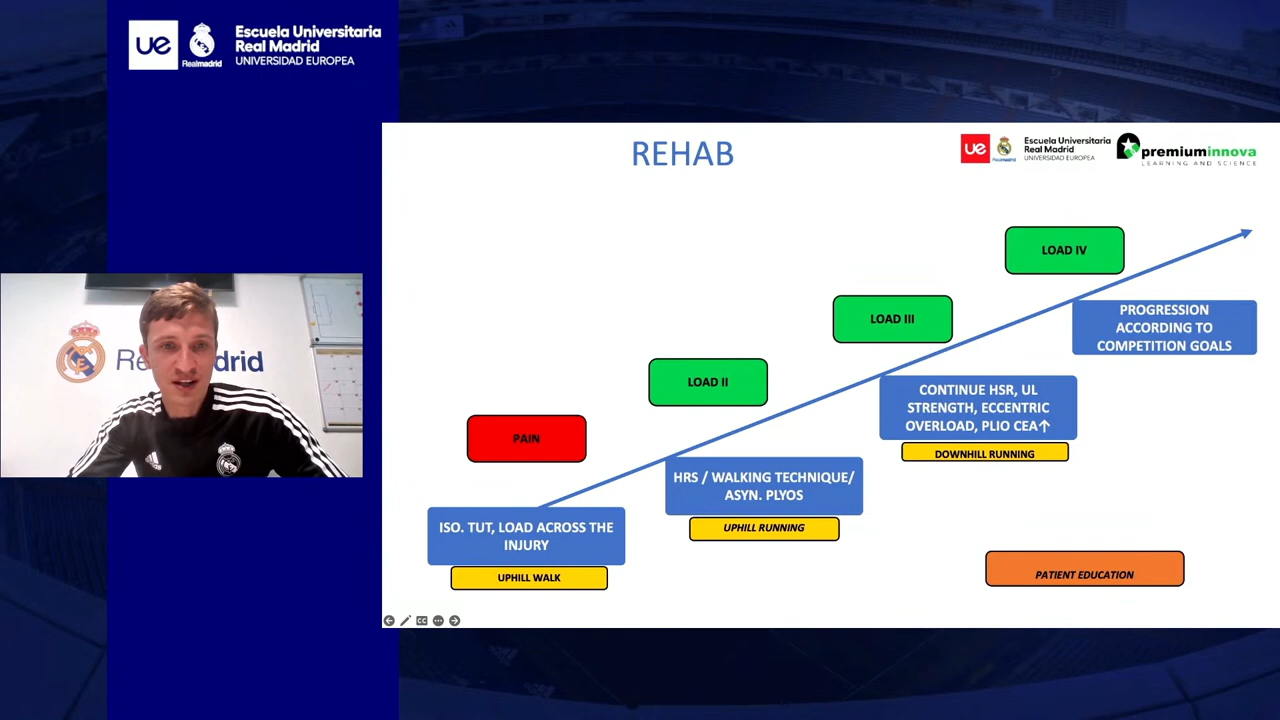 ue
Realmadrid
Escuela Universitaria
Real Madrid
UNIVERSIDAD EUROPEA
REHAB
ue
Escuela Universitaria
Real Madrid
UNIVERSIDAD EUROPEA
premiuminnova
LEARNING AND SCIENCE
LOAD IV
PROGRESSION
ACCORDING TO
COMPETITION GOALS
LOAD III
CONTINUE HSR, UL
STRENGTH, ECCENTRIC
OVERLOAD, PLIO CEA↑
DOWNHILL RUNNING
LOAD II
HRS / WALKING TECHNIQUE/
ASYN. PLYOS
UPHILL RUNNING
PAIN
ISO. TUT, LOAD ACROSS THE
INJURY
UPHILL WALK
PATIENT EDUCATION
CC
adidas